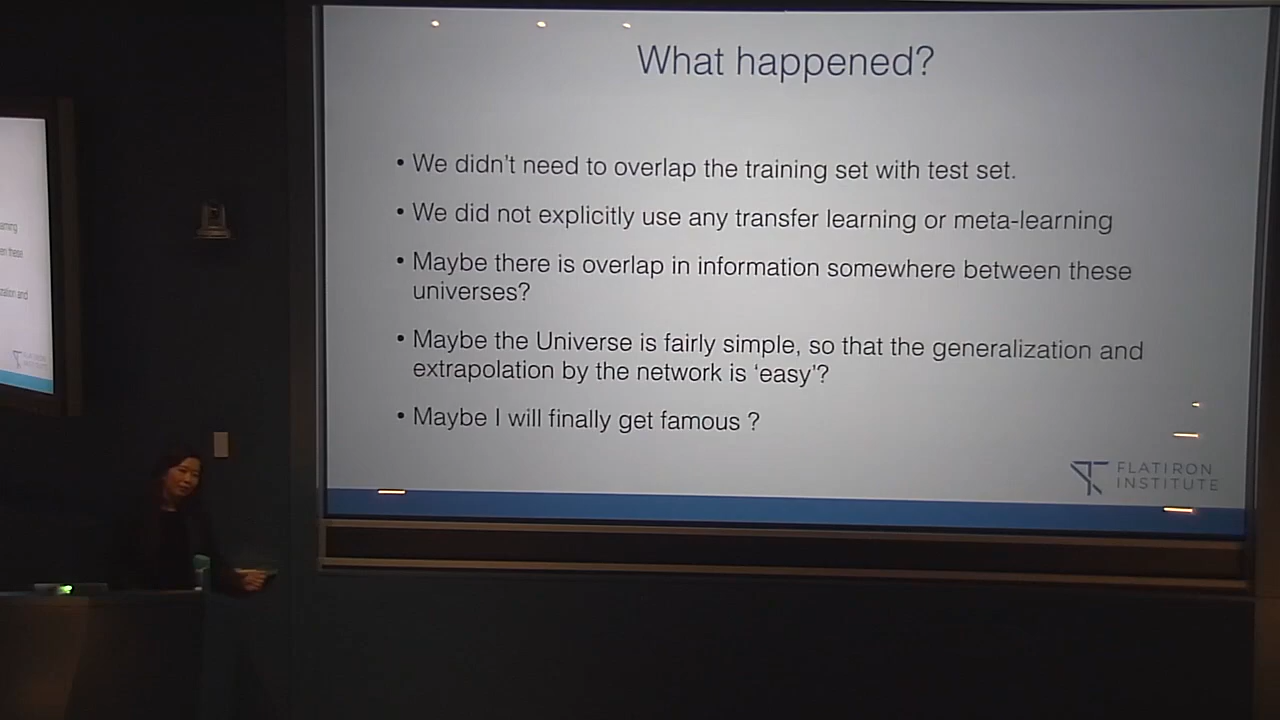 What happened?
• We didn't need to overlap the training set with test set.
• We did not explicitly use any transfer learning or meta-learning
• Maybe there is overlap in information somewhere between these
universes?
• Maybe the Universe is fairly simple, so that the generalization and
extrapolation by the network is 'easy'?
• Maybe I will finally get famous ?
FLATIRON
INSTITUTE